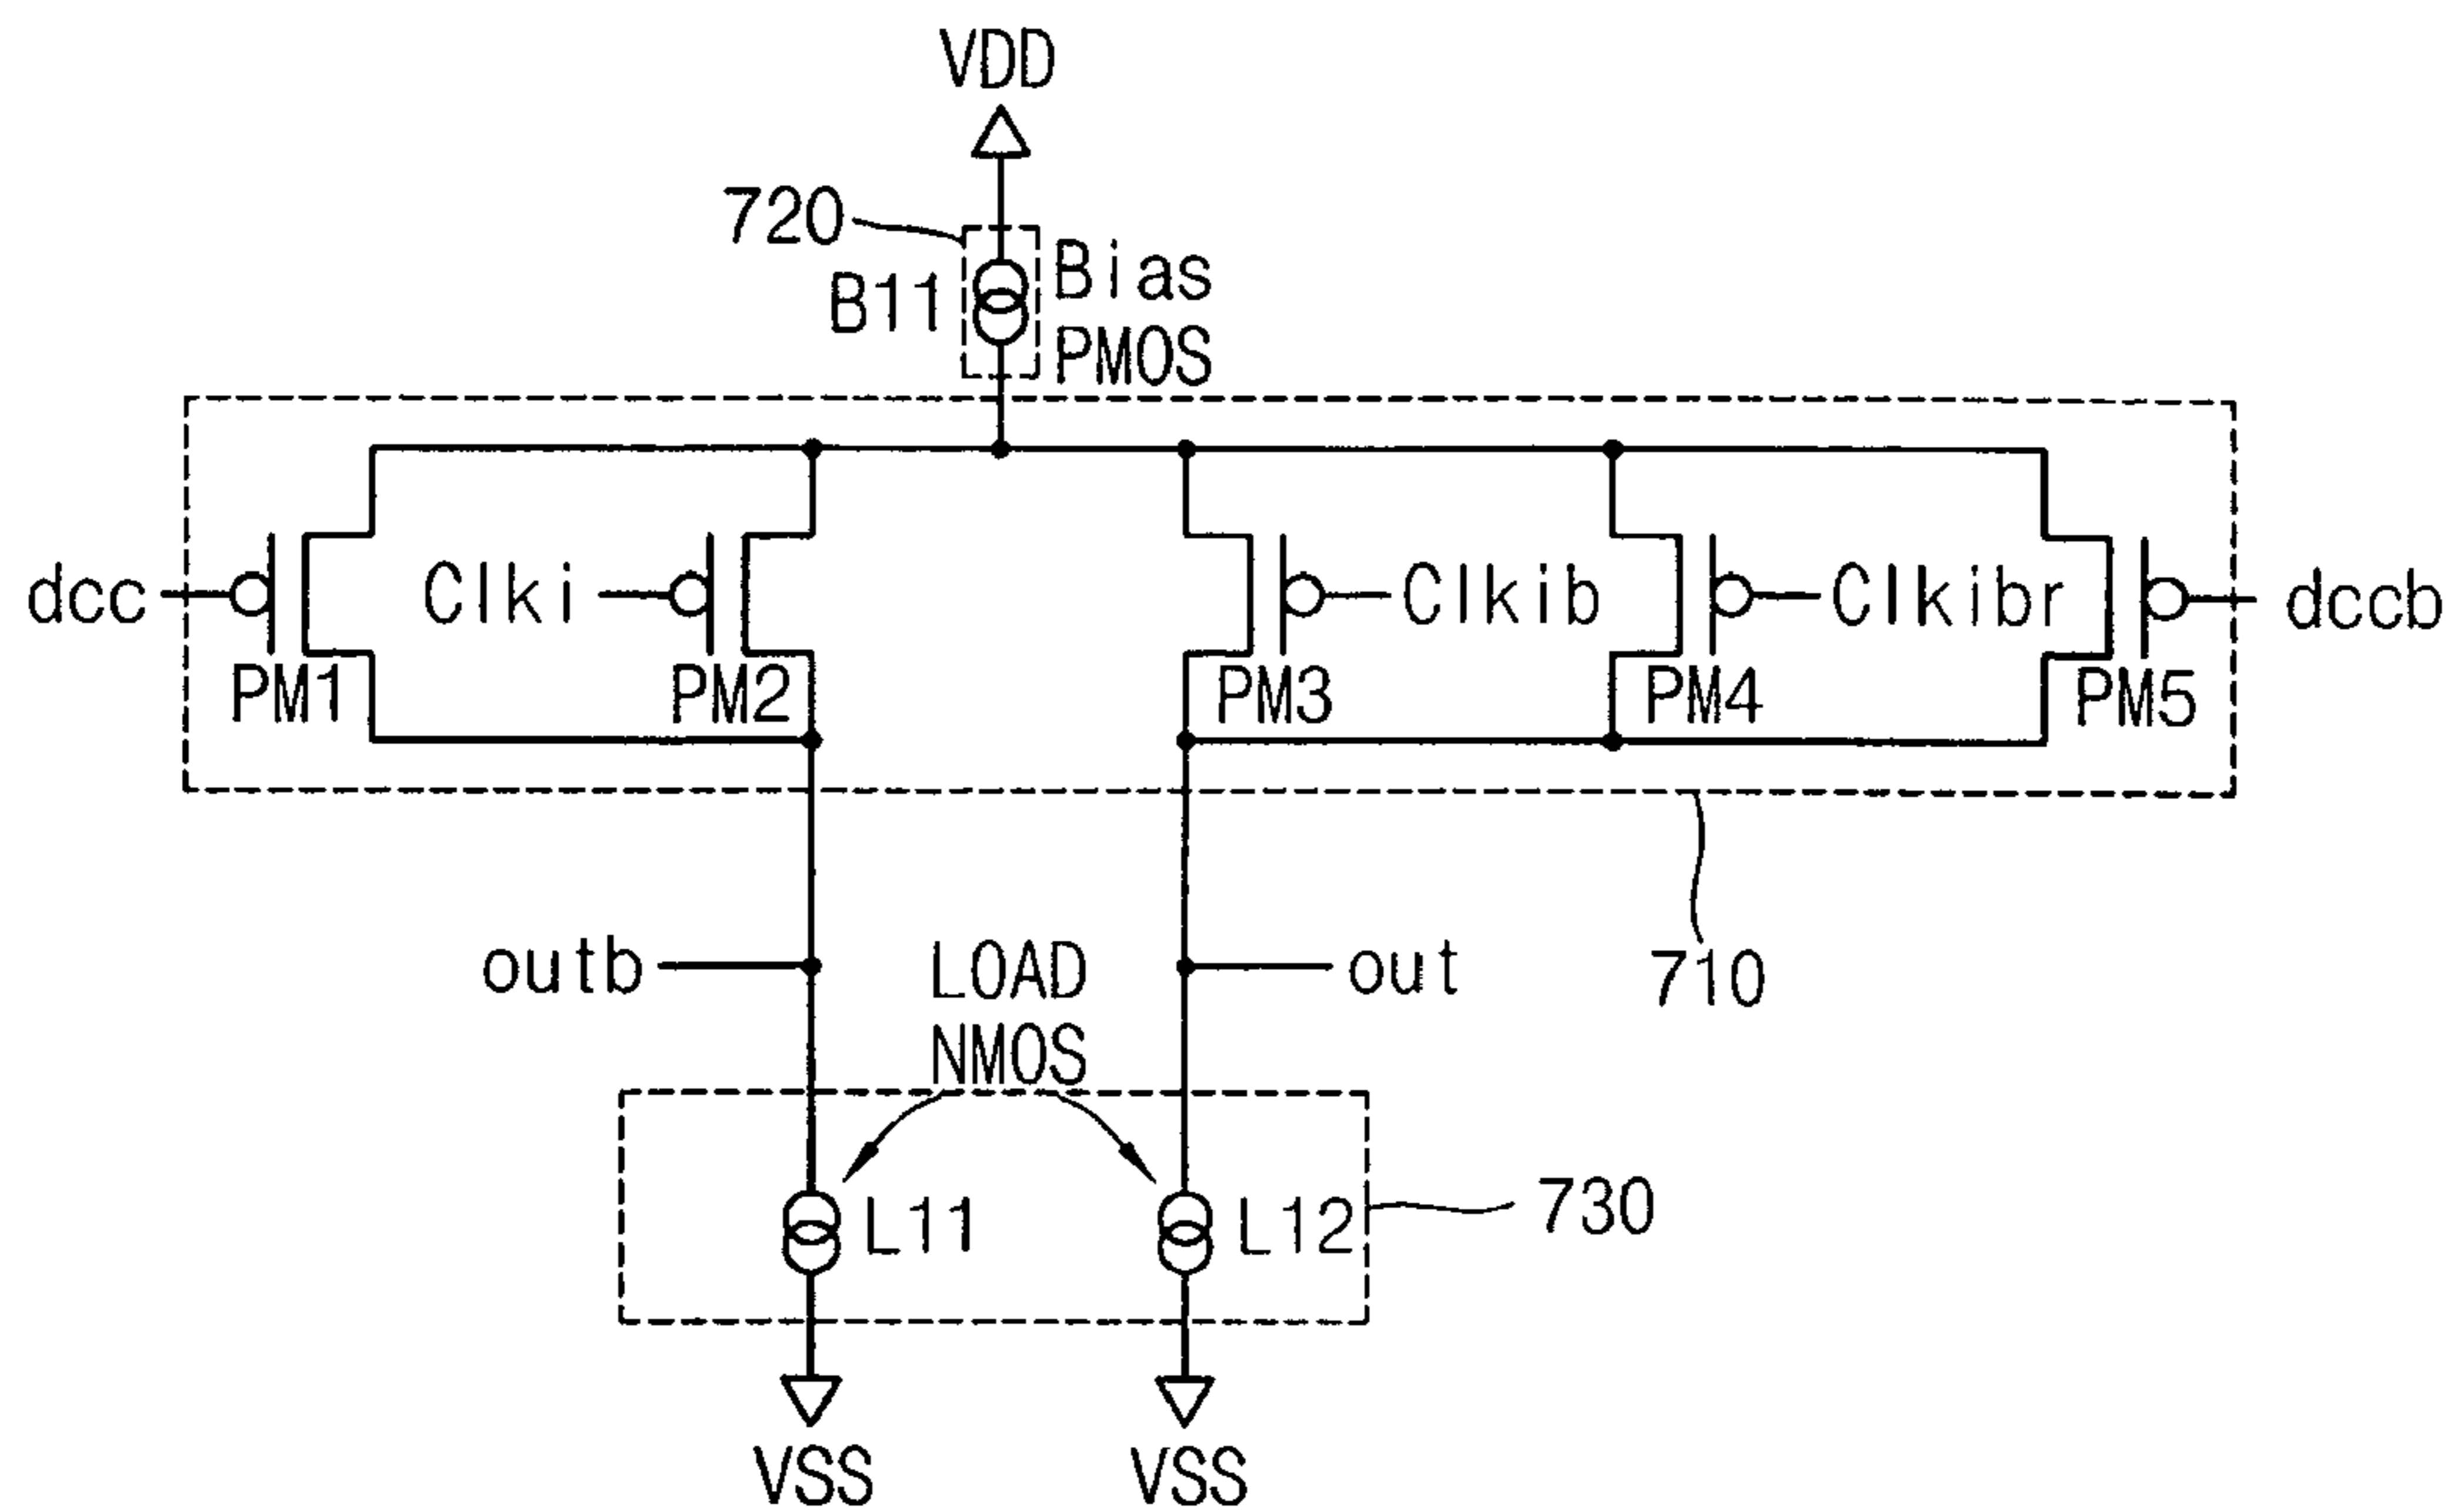 VDD
720
B11
Bias
PMOS
dcc
Clki
Clkib
Clkibr
dccb
PM1
PM2
PM3
PM4
PM5
outb
LOAD
NMOS
out
710
L11
L12
730
VSS
VSS